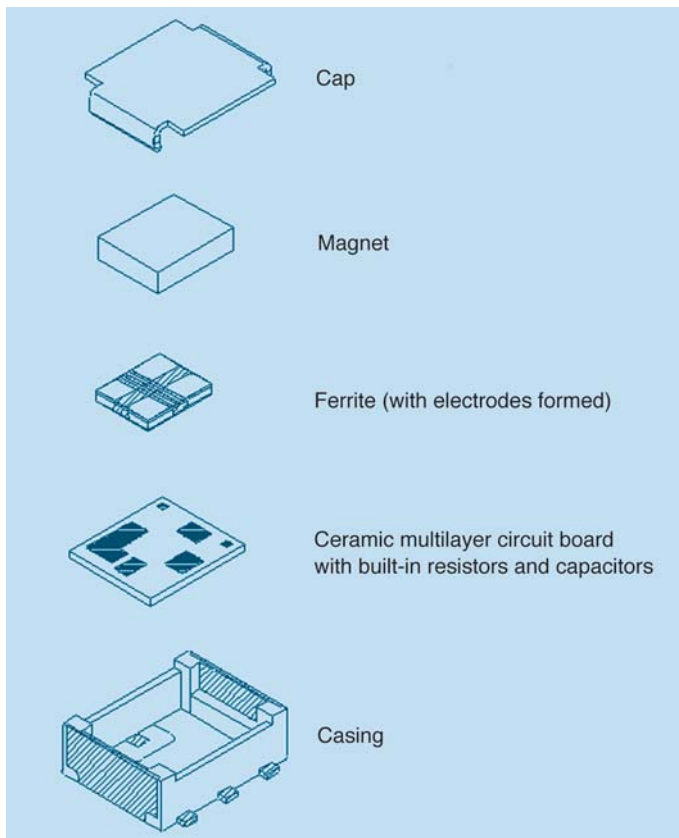 Cap
Magnet
Ferrite (with electrodes formed)
Ceramic multilayer circuit board
with built-in resistors and capacitors
Casing